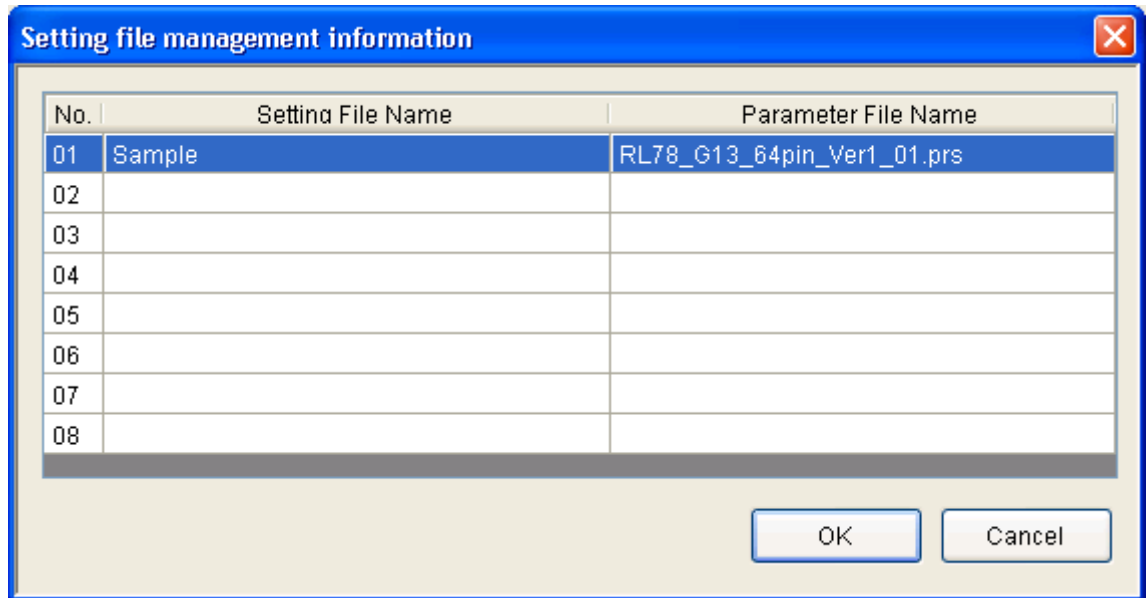 Setting file management information
No. Setting File Name Parameter File Name
01 Sample RL78_G13_64pin_Ver1_01.prs
02
03
04
05
06
07
08
OK Cancel